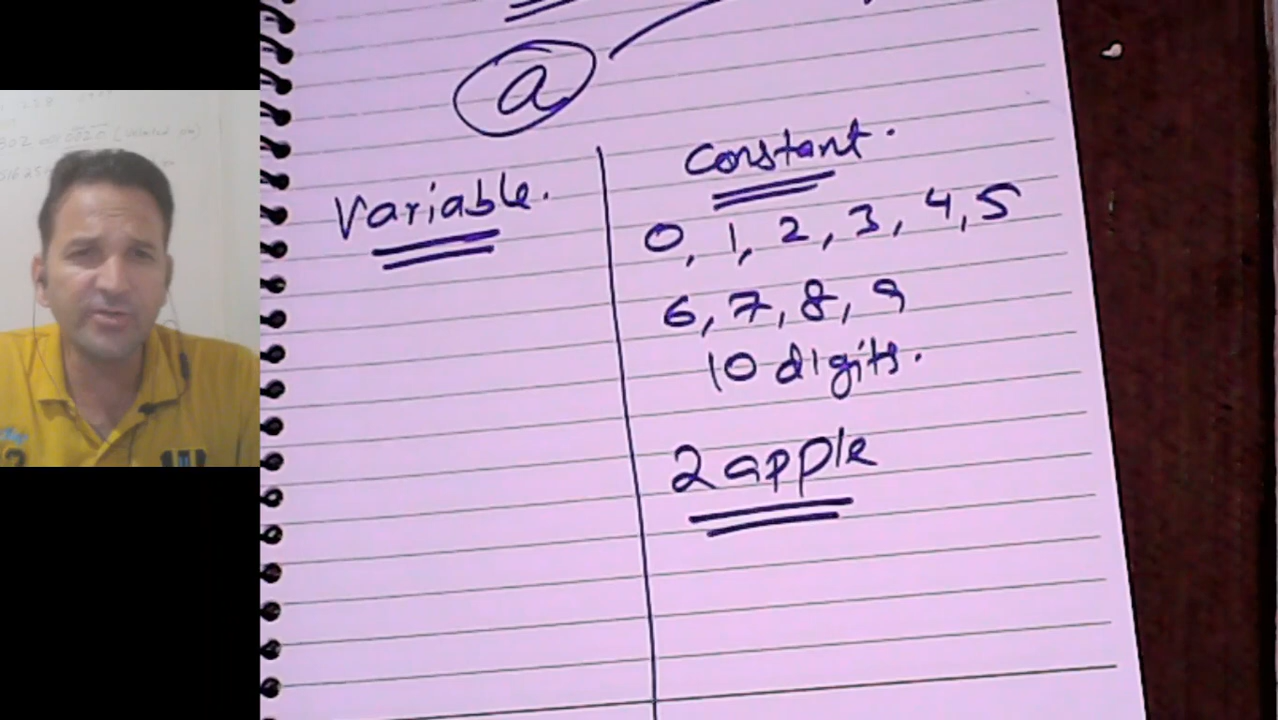 a
Variable.
Constant.
0, 1, 2, 3, 4, 5
6, 7, 8, 9
10 digits.
2 apple